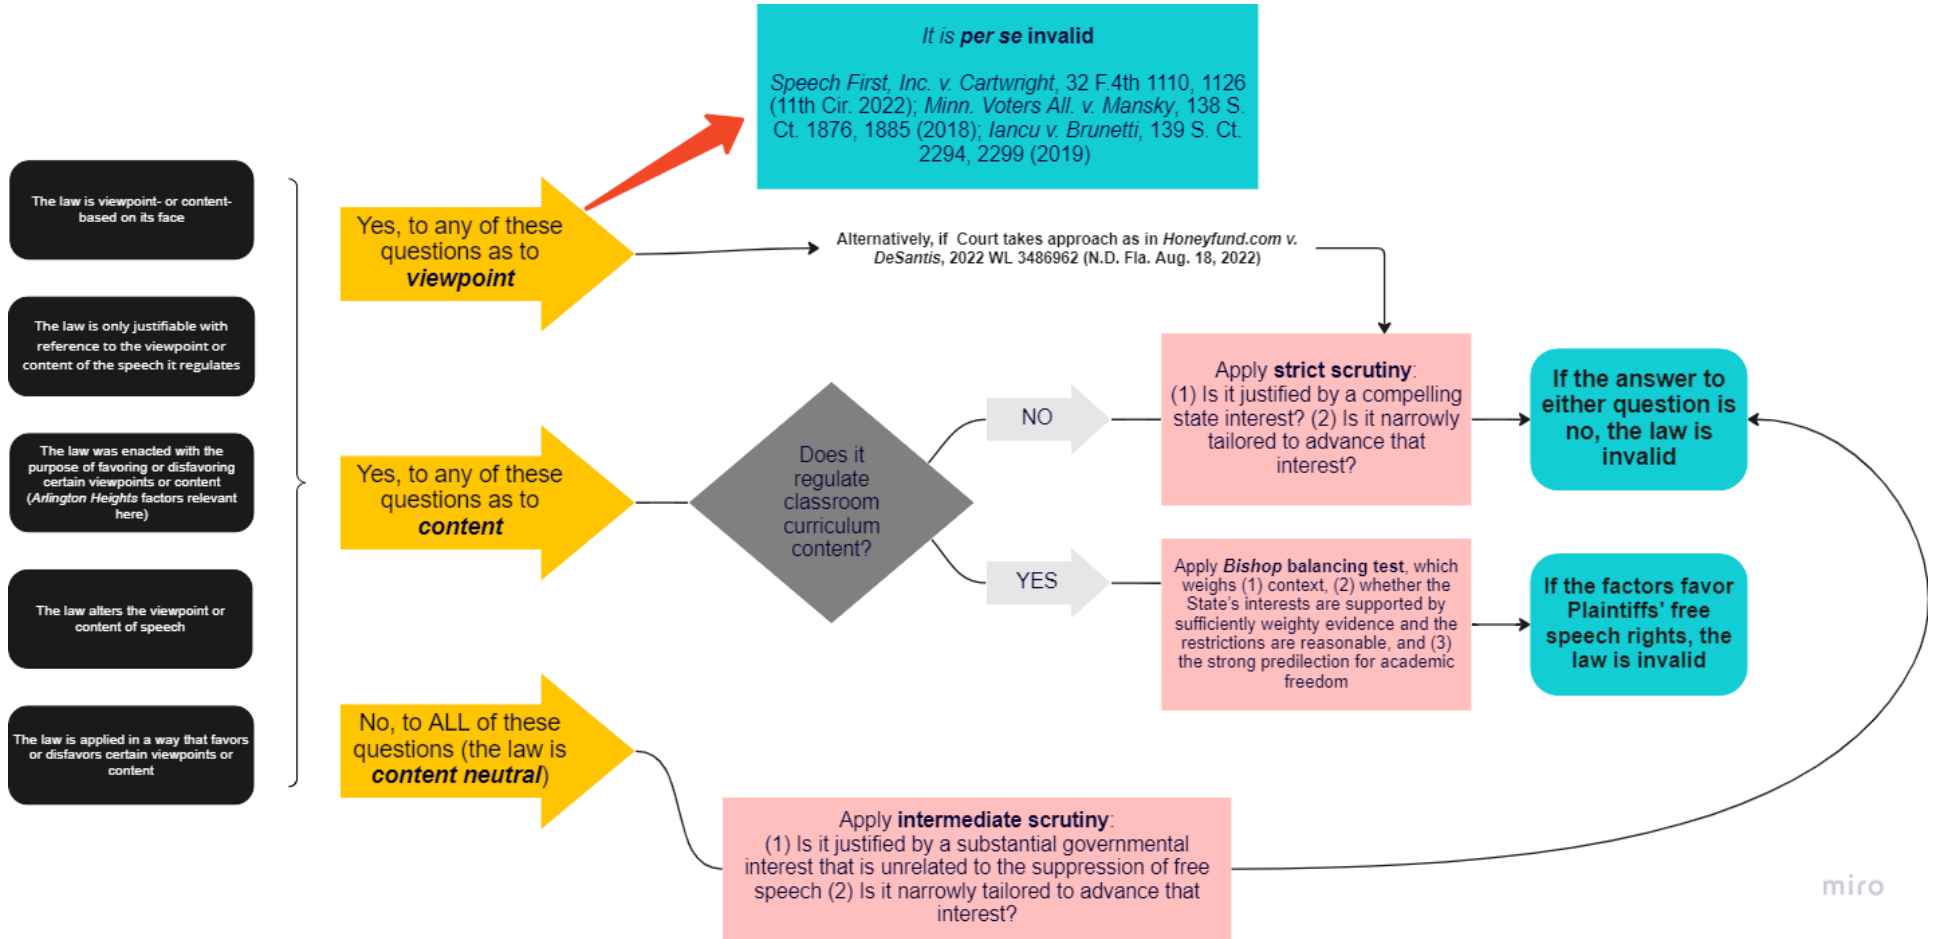 It is per se invalid
Speech First, Inc. v. Cartwright, 32 F.4th 1110, 1126
(11th Cir. 2022); Minn. Voters All. v. Mansky, 138 S.
Ct. 1876, 1885 (2018); Iancu v. Brunetti, 139 S. Ct.
2294, 2299 (2019)
The law is viewpoint- or content-
based on its face
The law is only justifiable with
reference to the viewpoint or
content of the speech it regulates
The law was enacted with the
purpose of favoring or disfavoring
certain viewpoints or content
(Arlington Heights factors relevant
here)
The law alters the viewpoint or
content of speech
The law is applied in a way that favors
or disfavors certain viewpoints or
content
Yes, to any of these
questions as to
viewpoint
Alternatively, if Court takes approach as in Honeyfund.com v.
DeSantis, 2022 WL 3486962 (N.D. Fla. Aug. 18, 2022)
Yes, to any of these
questions as to
content
Does it
regulate
classroom
curriculum
content?
NO
Apply strict scrutiny:
(1) Is it justified by a compelling
state interest? (2) Is it narrowly
tailored to advance that
interest?
If the answer to
either question is
no, the law is
invalid
YES
Apply Bishop balancing test, which
weighs (1) context, (2) whether the
State's interests are supported by
sufficiently weighty evidence and the
restrictions are reasonable, and (3)
the strong predilection for academic
freedom
If the factors favor
Plaintiffs' free
speech rights, the
law is invalid
No, to ALL of these
questions (the law is
content neutral)
Apply intermediate scrutiny:
(1) Is it justified by a substantial governmental
interest that is unrelated to the suppression of free
speech (2) Is it narrowly tailored to advance that
interest?
miro